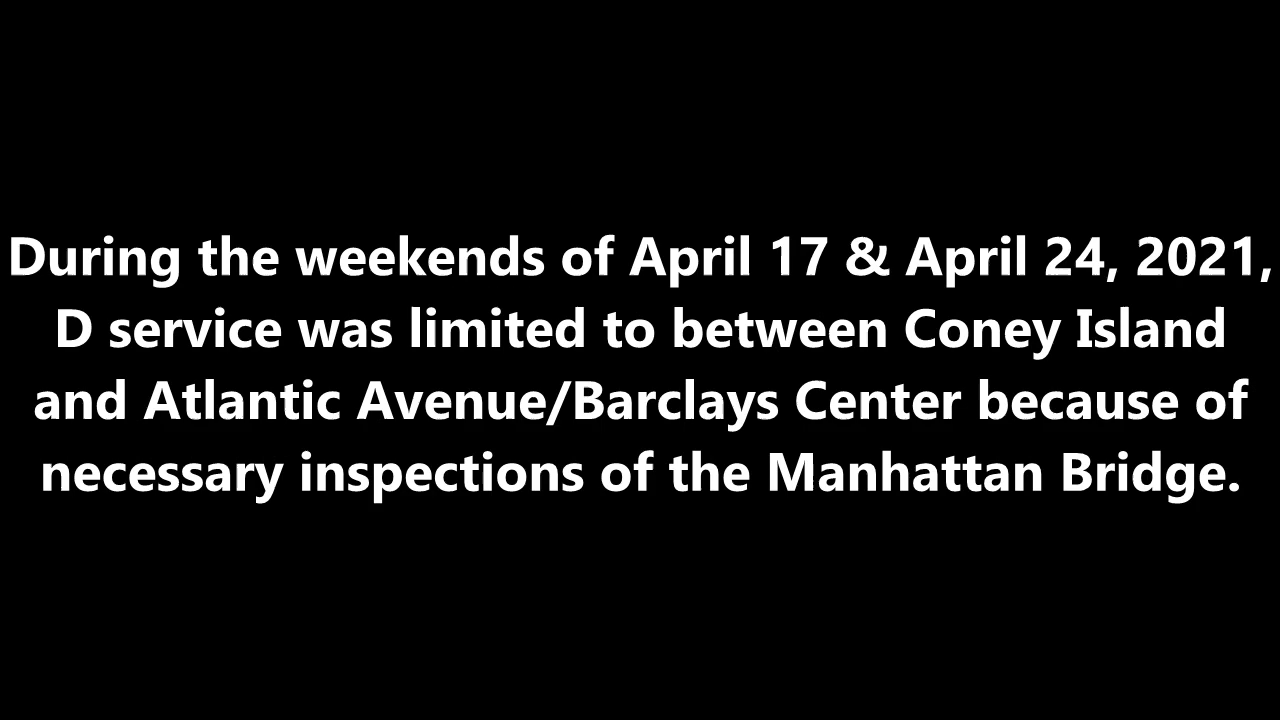 During the weekends of April 17 & April 24, 2021,
D service was limited to between Coney Island
and Atlantic Avenue/Barclays Center because of
necessary inspections of the Manhattan Bridge.